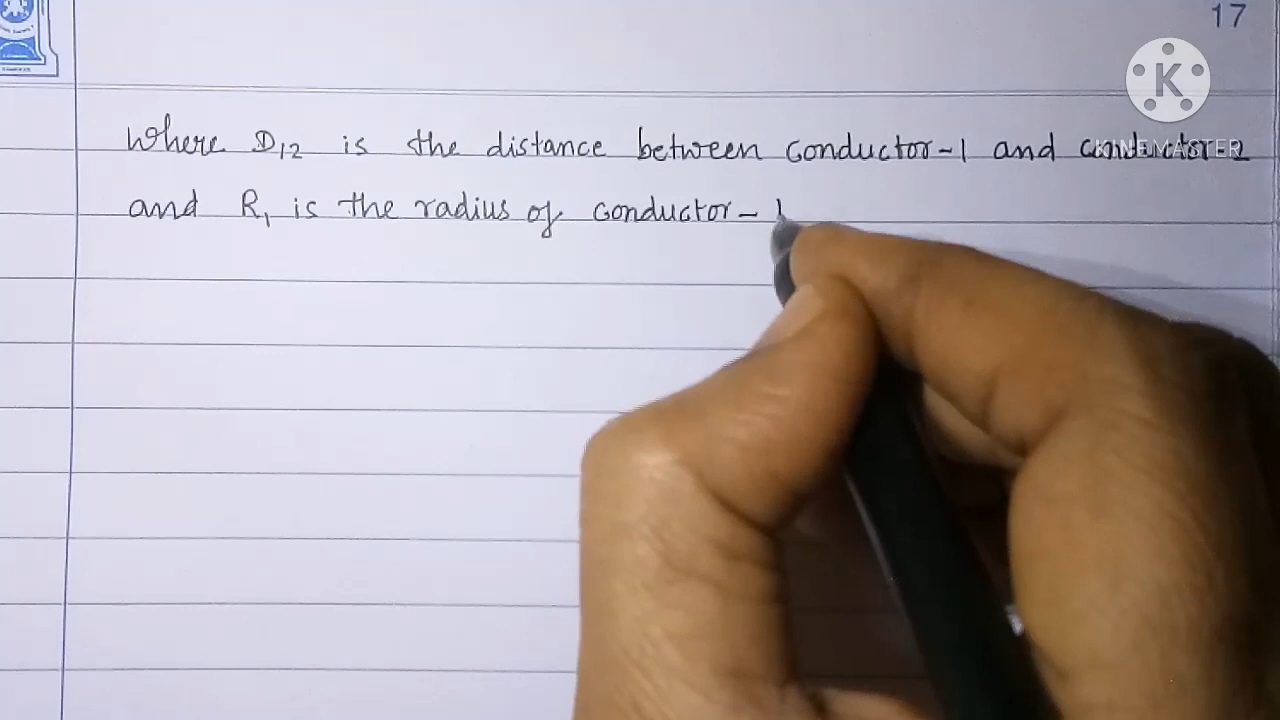 17
K
KINEMASTER
Where D₁₂ is the distance between conductor-1 and conductor-2
and R₁ is the radius of conductor-1